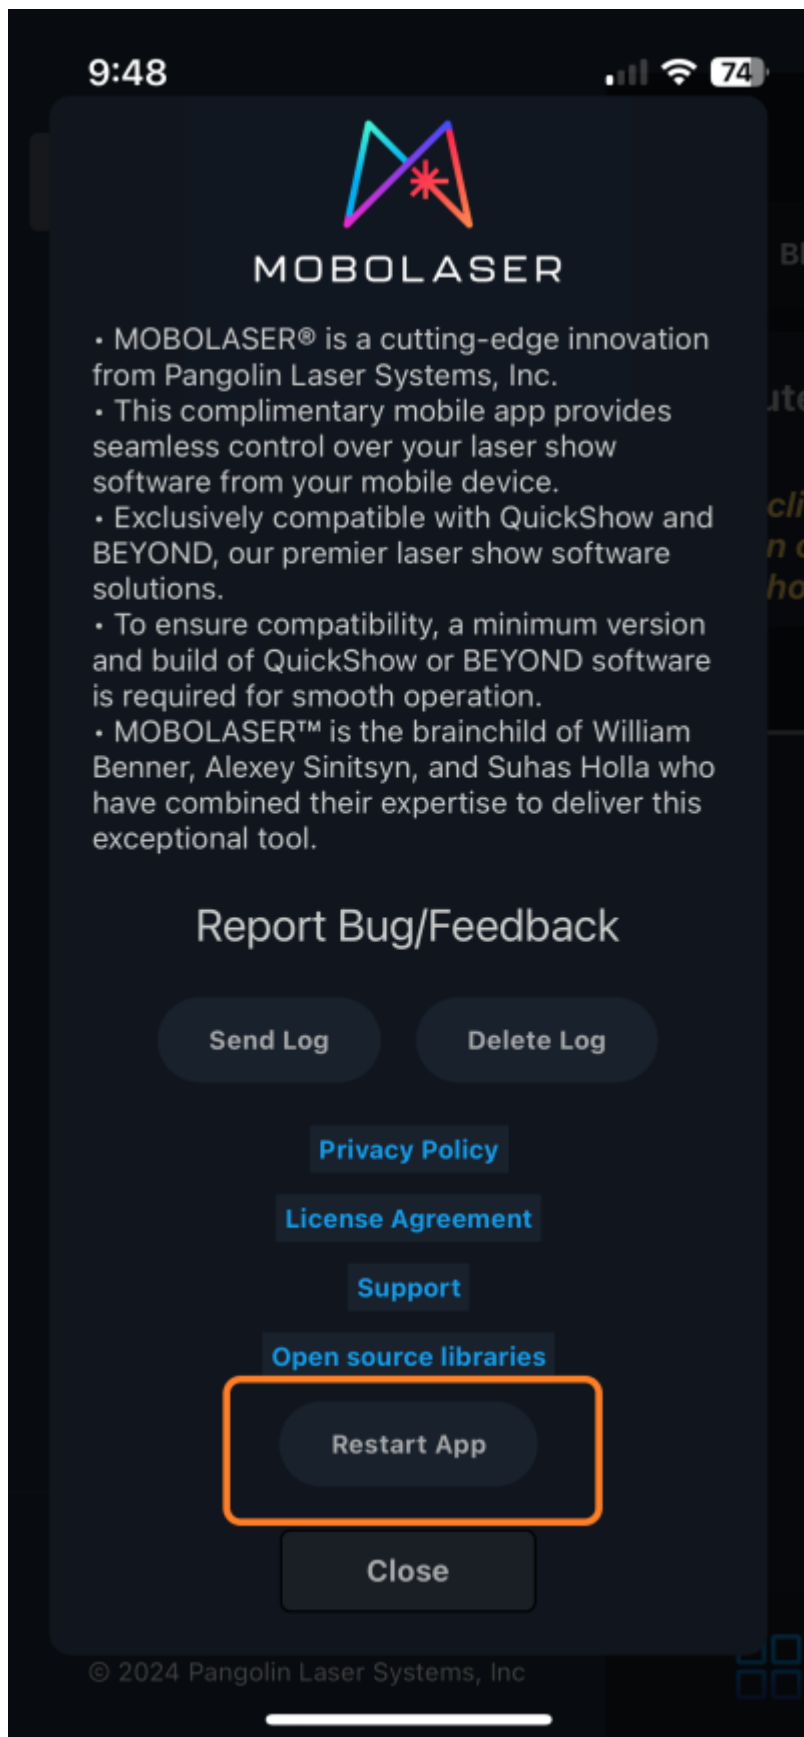 9:48
74
MOBOLASER
• MOBOLASER® is a cutting-edge innovation
from Pangolin Laser Systems, Inc.
• This complimentary mobile app provides
seamless control over your laser show
software from your mobile device.
• Exclusively compatible with QuickShow and
BEYOND, our premier laser show software
solutions.
• To ensure compatibility, a minimum version
and build of QuickShow or BEYOND software
is required for smooth operation.
• MOBOLASER™ is the brainchild of William
Benner, Alexey Sinitsyn, and Suhas Holla who
have combined their expertise to deliver this
exceptional tool.
Report Bug/Feedback
Send Log
Delete Log
Privacy Policy
License Agreement
Support
Open source libraries
Restart App
Close
© 2024 Pangolin Laser Systems, Inc